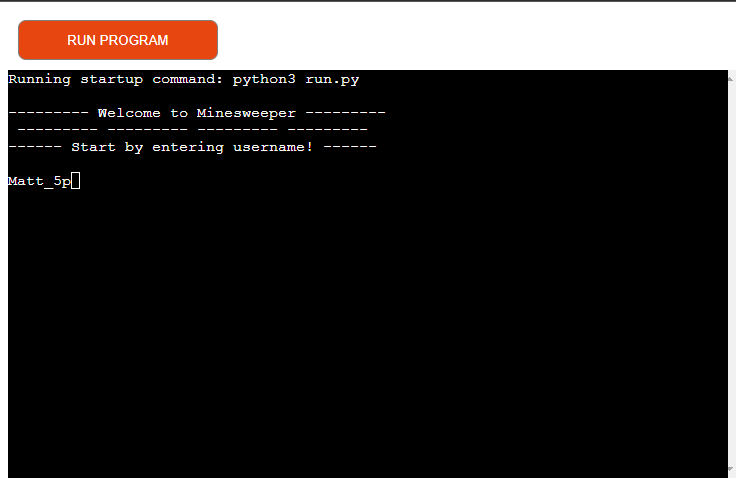 RUN PROGRAM
Running startup command: python3 run.py
--------- Welcome to Minesweeper ---------
--------- --------- --------- ---------
------ Start by entering username! ------
Matt_5p